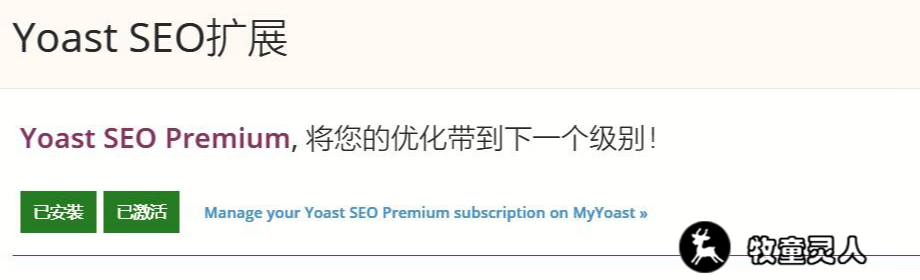 Yoast SEO扩展
Yoast SEO Premium, 将您的优化带到下一个级别！
已安装 已激活 Manage your Yoast SEO Premium subscription on MyYoast »
牧童灵人